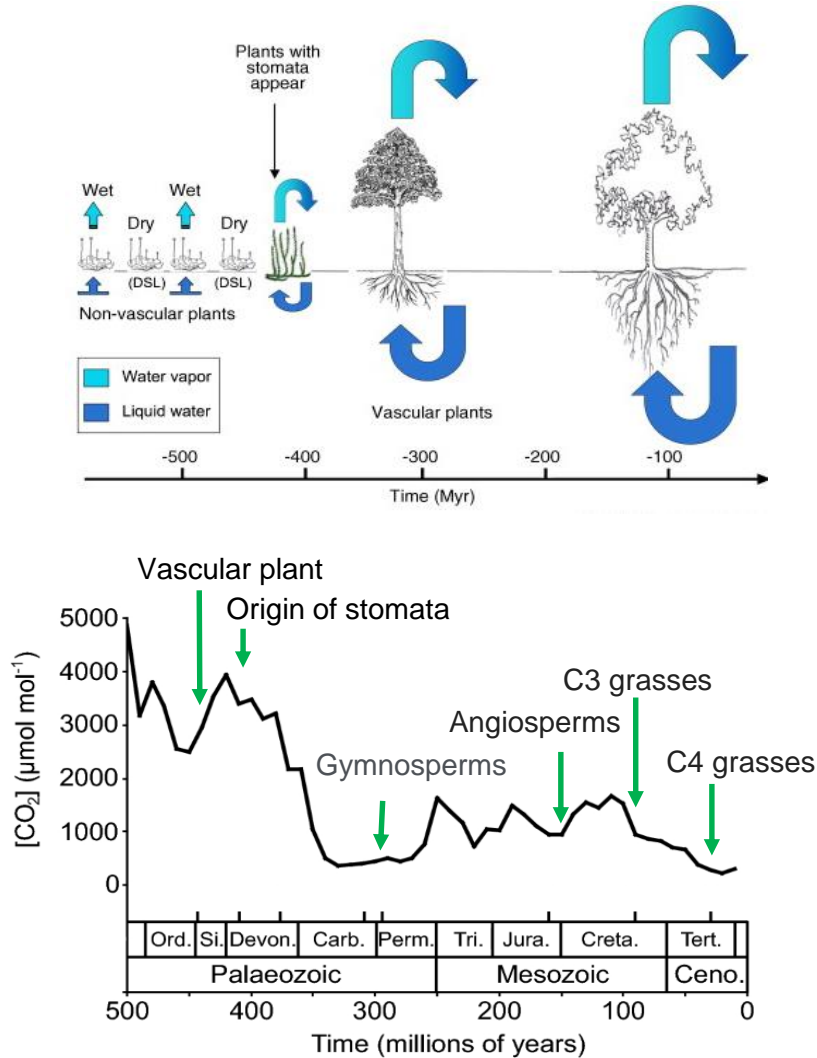 Plants with
stomata
appear
Wet
Wet
Dry
Dry
(DSL)
(DSL)
Non-vascular plants
Water vapor
Liquid water
Vascular plants
-500
-400
-300
-200
-100
Time (Myr)
Vascular plant
Origin of stomata
C3 grasses
Angiosperms
C4 grasses
Gymnosperms
[CO₂] (µmol mol⁻¹)
5000
4000
3000
2000
1000
0
Ord.
Si.
Devon.
Carb.
Perm.
Tri.
Jura.
Creta.
Tert.
Palaeozoic
Mesozoic
Ceno.
500
400
300
200
100
0
Time (millions of years)